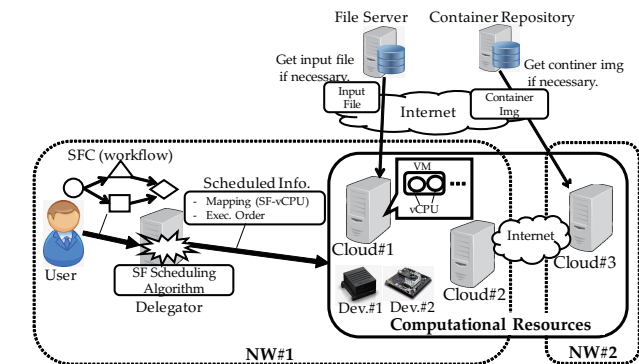 File Server
Container Repository
Get input file
if necessary.
Get continer img
if necessary.
Input
File
Internet
Container
Img
SFC (workflow)
Scheduled Info.
- Mapping (SF-vCPU)
- Exec. Order
VM
vCPU
Cloud#1
Internet
Cloud#3
User
SF Scheduling
Algorithm
Delegator
Cloud#2
Dev.#1
Dev.#2
Computational Resources
NW#1
NW#2